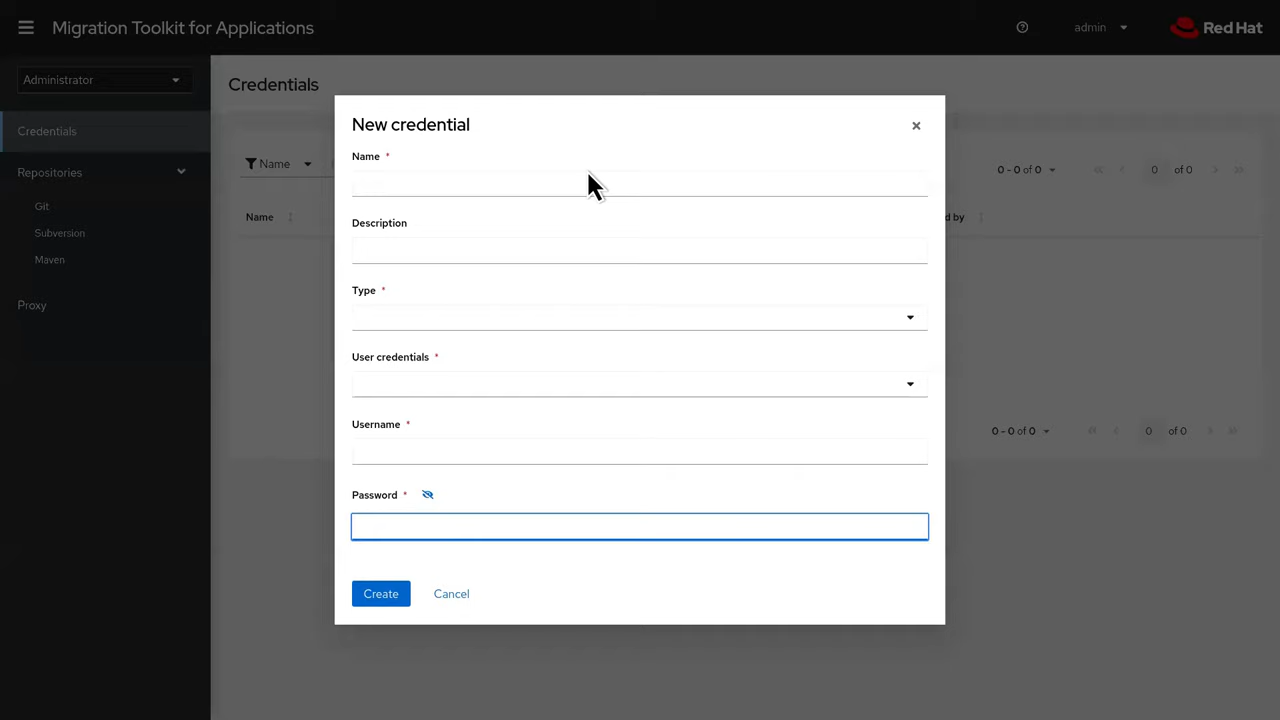 Migration Toolkit for Applications
admin
Red Hat
Administrator
Credentials
Repositories
Git
Subversion
Maven
Proxy
Credentials
Name
0 - 0 of 0
0 of 0
Name
d by
0 - 0 of 0
0 of 0
New credential
Name *
Description
Type *
User credentials *
Username *
Password *
Create Cancel